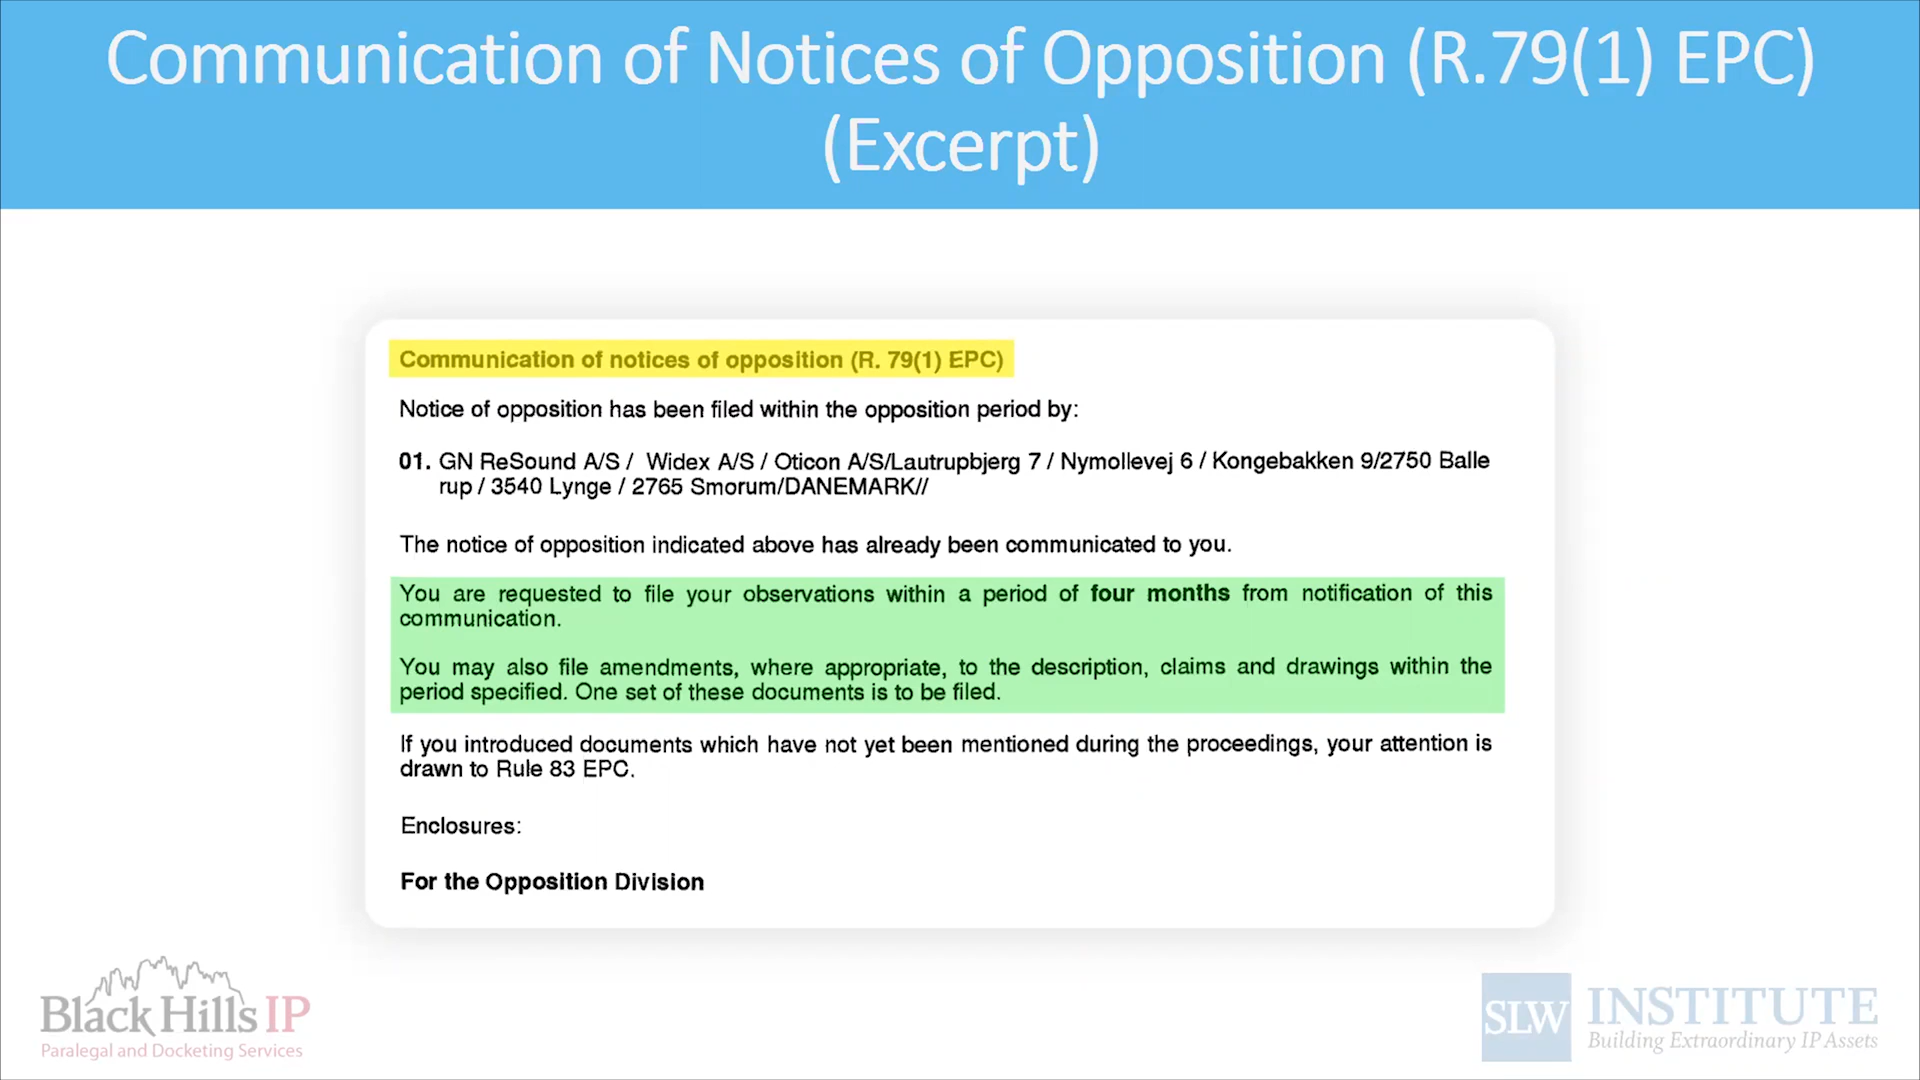 Communication of Notices of Opposition (R.79(1) EPC)
(Excerpt)
Communication of notices of opposition (R. 79(1) EPC)
Notice of opposition has been filed within the opposition period by:
01. GN ReSound A/S / Widex A/S / Oticon A/S/Lautrupbjerg 7 / Nymollevej 6 / Kongebakken 9/2750 Balle
rup / 3540 Lynge / 2765 Smorum/DANEMARK//
The notice of opposition indicated above has already been communicated to you.
You are requested to file your observations within a period of four months from notification of this
communication.
You may also file amendments, where appropriate, to the description, claims and drawings within the
period specified. One set of these documents is to be filed.
If you introduced documents which have not yet been mentioned during the proceedings, your attention is
drawn to Rule 83 EPC.
Enclosures:
For the Opposition Division
Black Hills IP
Paralegal and Docketing Services
SLW INSTITUTE
Building Extraordinary IP Assets